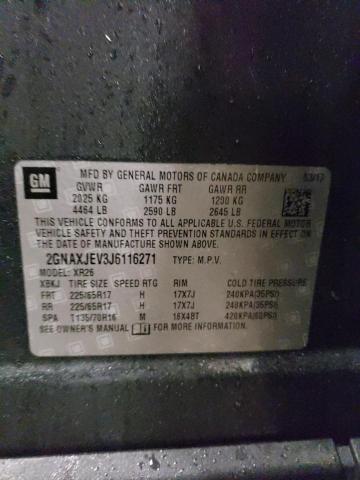 GM
MFD BY GENERAL MOTORS OF CANADA COMPANY 03/17
GVWR GAWR FRT GAWR RR
2025 KG 1175 KG 1200 KG
4464 LB 2590 LB 2645 LB
THIS VEHICLE CONFORMS TO ALL APPLICABLE U.S. FEDERAL MOTOR
VEHICLE SAFETY AND THEFT PREVENTION STANDARDS IN EFFECT ON
THE DATE OF MANUFACTURE SHOWN ABOVE.
2GNAXJEV3J6116271 TYPE: M.P.V.
MODEL: XR26
XBKJ TIRE SIZE SPEED RTG RIM COLD TIRE PRESSURE
FRT 225/65R17 H 17X7J 240KPA(35PSI)
RR 225/65R17 H 17X7J 240KPA(35PSI)
SPA T135/70R16 M 16X4BT 420KPA(60PSI)
SEE OWNER'S MANUAL FOR MORE INFORMATION.